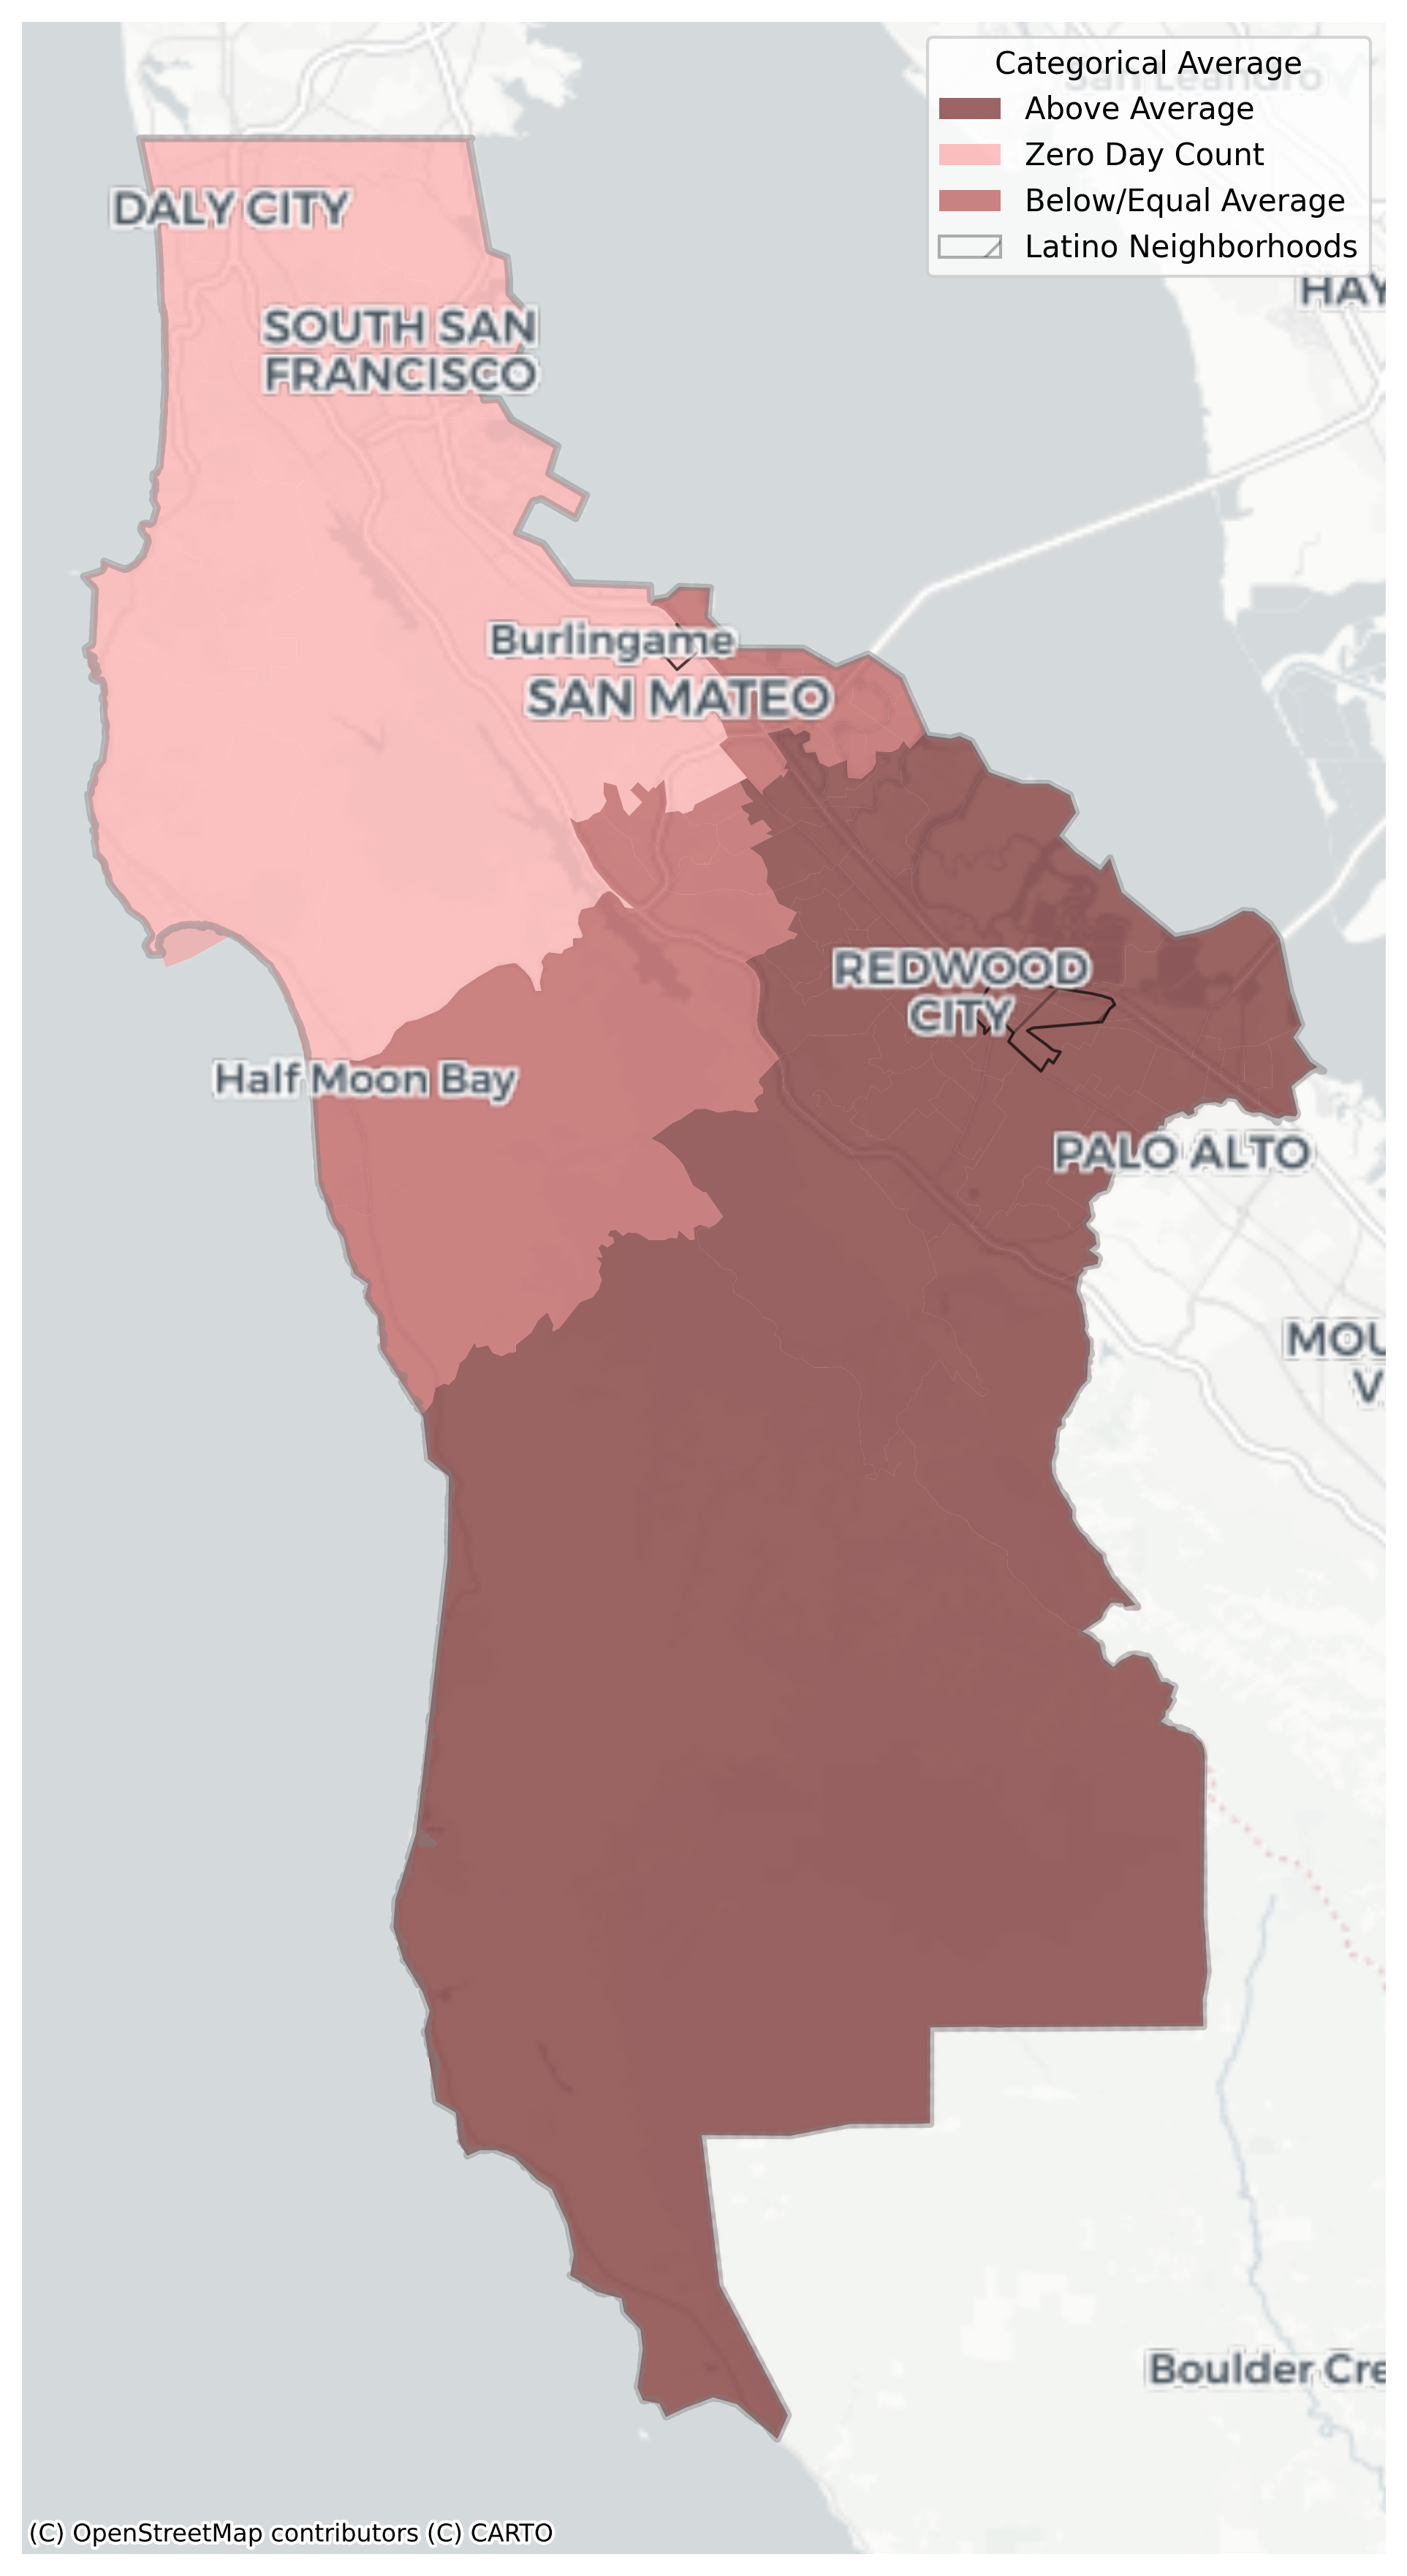 Categorical Average
San Leandro
Above Average
Zero Day Count
Below/Equal Average
Latino Neighborhoods
DALY CITY
HAY
SOUTH SAN
FRANCISCO
Burlingame
SAN MATEO
REDWOOD
CITY
Half Moon Bay
PALO ALTO
MOU
V
Boulder Cre
(C) OpenStreetMap contributors (C) CARTO